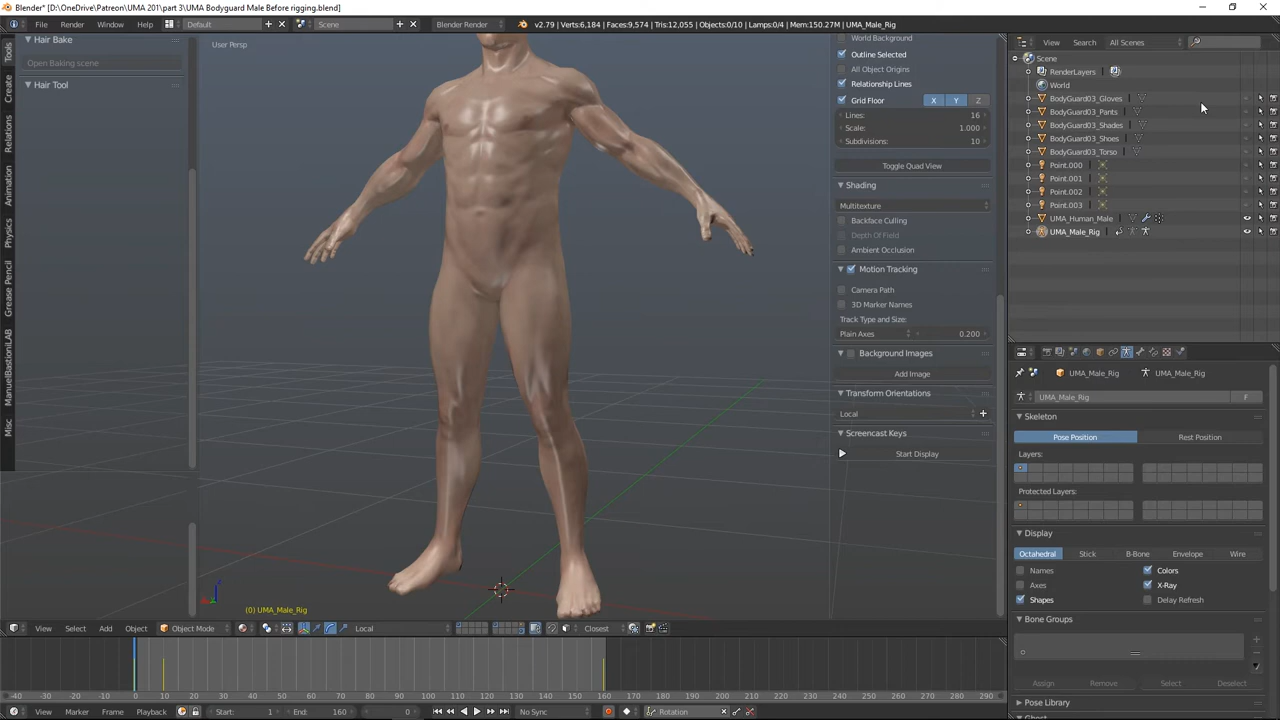 Blender* [D:\OneDrive\Patreon\UMA 201\part 3\UMA Bodyguard Male Before rigging.blend]
File Render Window Help Default Scene Blender Render v2.79 | Verts:6,184 | Faces:9,574 | Tris:12,055 | Objects:0/10 | Lamps:0/4 | Mem:150.27M | UMA_Male_Rig
Hair Bake
Open Baking scene
Hair Tool
Tools
Create
Relations
Animation
Physics
Grease Pencil
ManuelBastioniLAB
Misc
User Persp
(0) UMA_Male_Rig
World Background
Outline Selected
All Object Origins
Relationship Lines
Grid Floor X Y Z
Lines: 16
Scale: 1.000
Subdivisions: 10
Toggle Quad View
Shading
Multitexture
Backface Culling
Depth Of Field
Ambient Occlusion
Motion Tracking
Camera Path
3D Marker Names
Track Type and Size:
Plain Axes 0.200
Background Images
Add Image
Transform Orientations
Local
Screencast Keys
Start Display
View Search All Scenes
Scene
RenderLayers
World
BodyGuard03_Gloves
BodyGuard03_Pants
BodyGuard03_Shades
BodyGuard03_Shoes
BodyGuard03_Torso
Point.000
Point.001
Point.002
Point.003
UMA_Human_Male
UMA_Male_Rig
UMA_Male_Rig UMA_Male_Rig
UMA_Male_Rig F
Skeleton
Pose Position Rest Position
Layers:
Protected Layers:
Display
Octahedral Stick B-Bone Envelope Wire
Names Colors
Axes X-Ray
Shapes Delay Refresh
Bone Groups
Assign Remove Select Deselect
Pose Library
Ghost
View Select Add Object Object Mode Local Closest
-40 -30 -20 -10 0 10 20 30 40 50 60 70 80 90 100 110 120 130 140 150 160 170 180 190 200 210 220 230 240 250 260 270 280 290
View Marker Frame Playback Start: 1 End: 160 0 No Sync Rotation